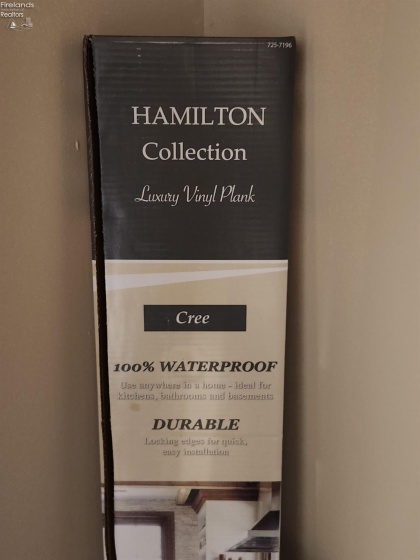 Firelands
Realtors
725-7196
HAMILTON
Collection
Luxury Vinyl Plank
Cree
100% WATERPROOF
Use anywhere in a home - ideal for
kitchens, bathrooms and basements
DURABLE
Locking edges for quick,
easy installation